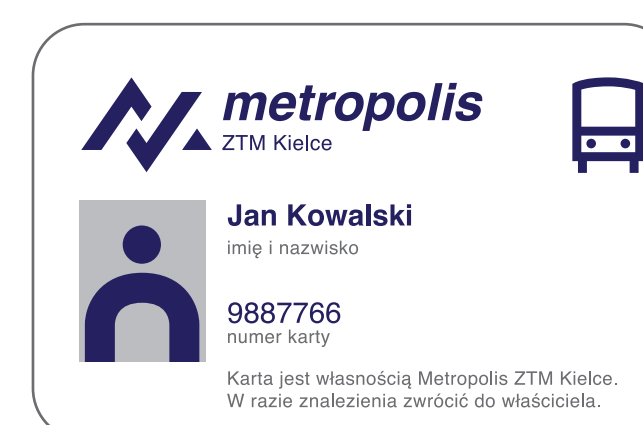 metropolis
ZTM Kielce
Jan Kowalski
imię i nazwisko
9887766
numer karty
Karta jest własnością Metropolis ZTM Kielce.
W razie znalezienia zwrócić do właściciela.